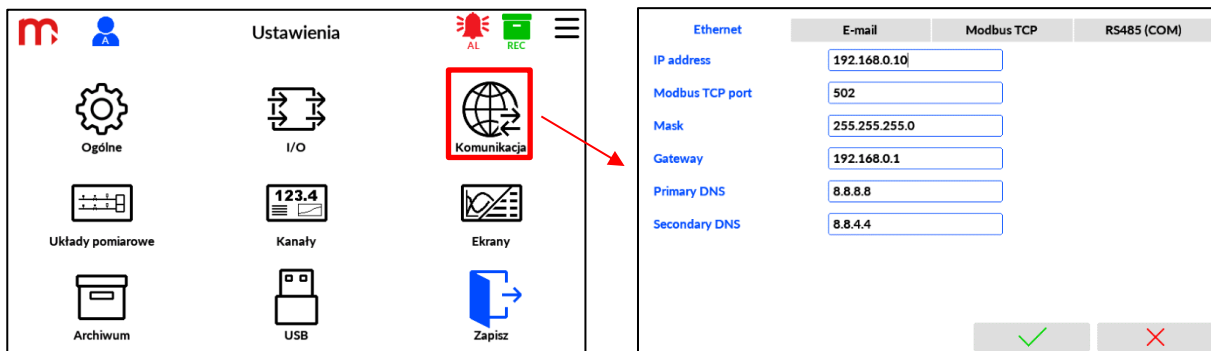 m
A
Ustawienia
AL
REC
Ogólne
I/O
Komunikacja
123.4
Układy pomiarowe
Kanały
Ekrany
Archiwum
USB
Zapisz
Ethernet E-mail Modbus TCP RS485 (COM)
IP address 192.168.0.10
Modbus TCP port 502
Mask 255.255.255.0
Gateway 192.168.0.1
Primary DNS 8.8.8.8
Secondary DNS 8.8.4.4